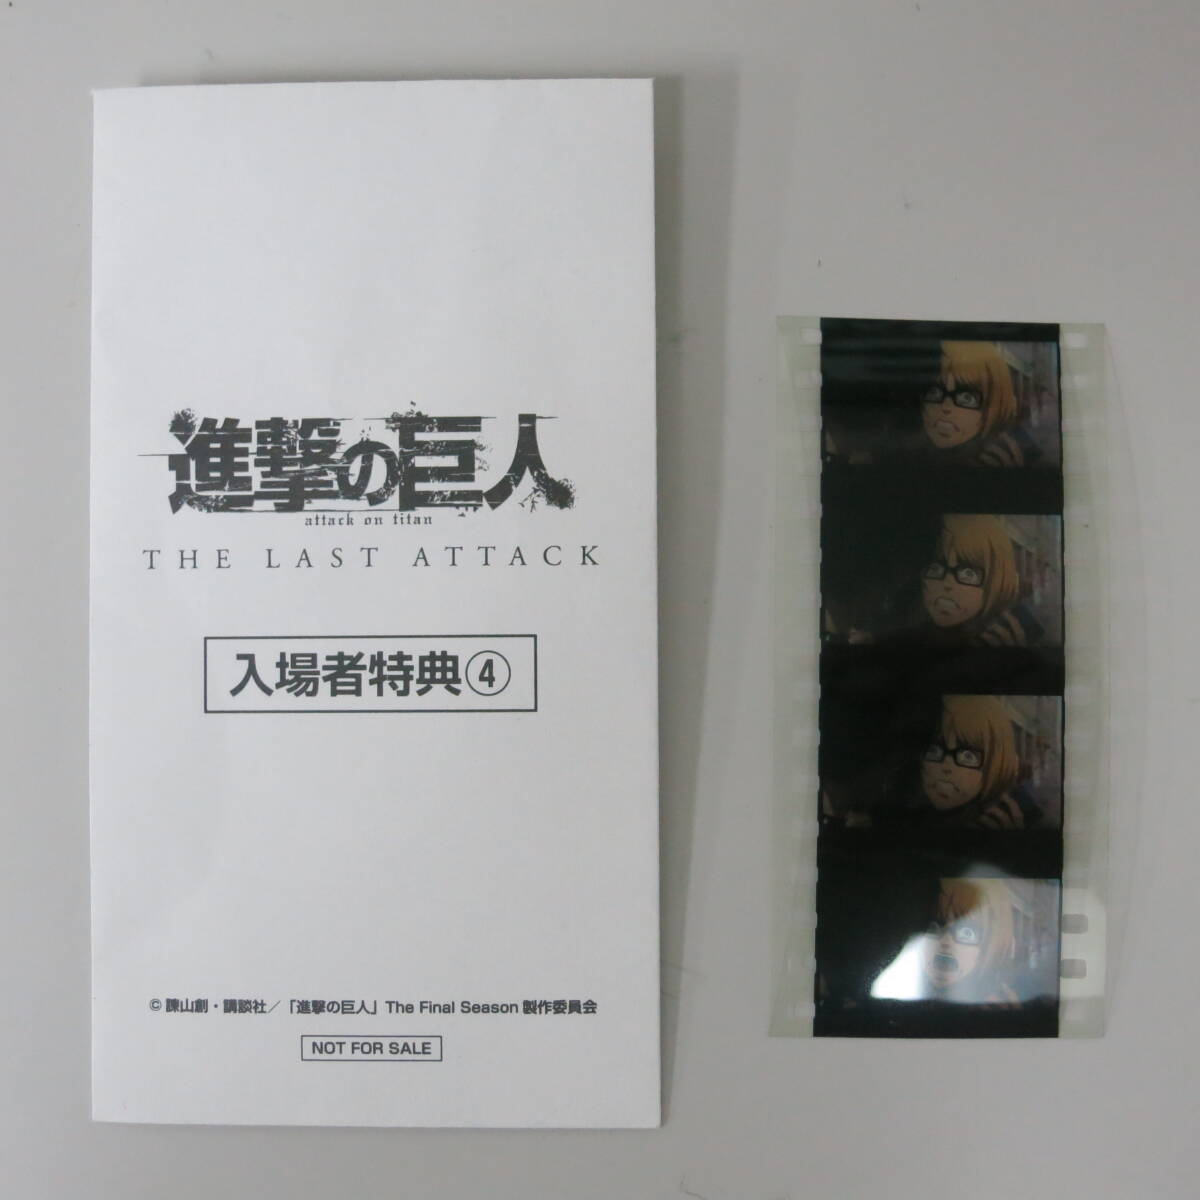 進撃の巨人
attack on titan
THE LAST ATTACK
入場者特典④
© 諫山創・講談社／「進撃の巨人」The Final Season 製作委員会
NOT FOR SALE